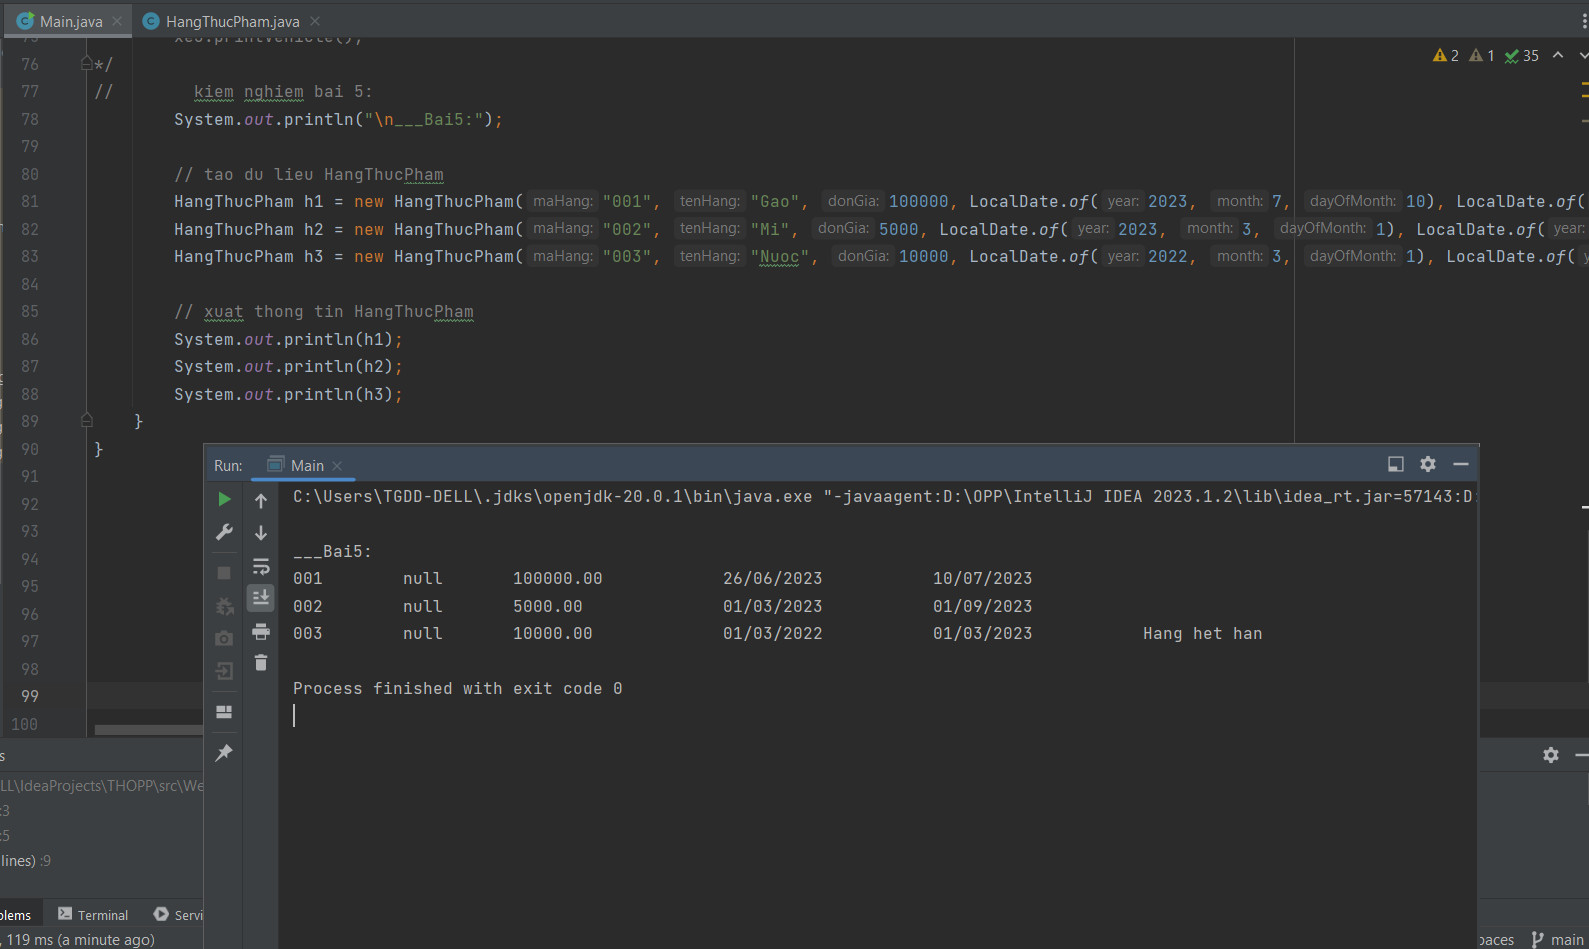 Main.java
HangThucPham.java
2 1 35
75 xe3.printVehicle();
76 */
77 // kiem nghiem bai 5:
78 System.out.println("\n___Bai5:");
79
80 // tao du lieu HangThucPham
81 HangThucPham h1 = new HangThucPham( maHang: "001", tenHang: "Gao", donGia: 100000, LocalDate.of( year: 2023, month: 7, dayOfMonth: 10), LocalDate.of(
82 HangThucPham h2 = new HangThucPham( maHang: "002", tenHang: "Mi", donGia: 5000, LocalDate.of( year: 2023, month: 3, dayOfMonth: 1), LocalDate.of( year:
83 HangThucPham h3 = new HangThucPham( maHang: "003", tenHang: "Nuoc", donGia: 10000, LocalDate.of( year: 2022, month: 3, dayOfMonth: 1), LocalDate.of( y
84
85 // xuat thong tin HangThucPham
86 System.out.println(h1);
87 System.out.println(h2);
88 System.out.println(h3);
89 }
90 }
91
92
93
94
95
96
97
98
99
100
Run: Main
C:\Users\TGDD-DELL\.jdks\openjdk-20.0.1\bin\java.exe "-javaagent:D:\OPP\IntelliJ IDEA 2023.1.2\lib\idea_rt.jar=57143:D:
___Bai5:
001 null 100000.00 26/06/2023 10/07/2023
002 null 5000.00 01/03/2023 01/09/2023
003 null 10000.00 01/03/2022 01/03/2023 Hang het han
Process finished with exit code 0
s
LL\IdeaProjects\THOPP\src\We
:3
:5
lines) :9
blems Terminal Servi
, 119 ms (a minute ago)
paces main